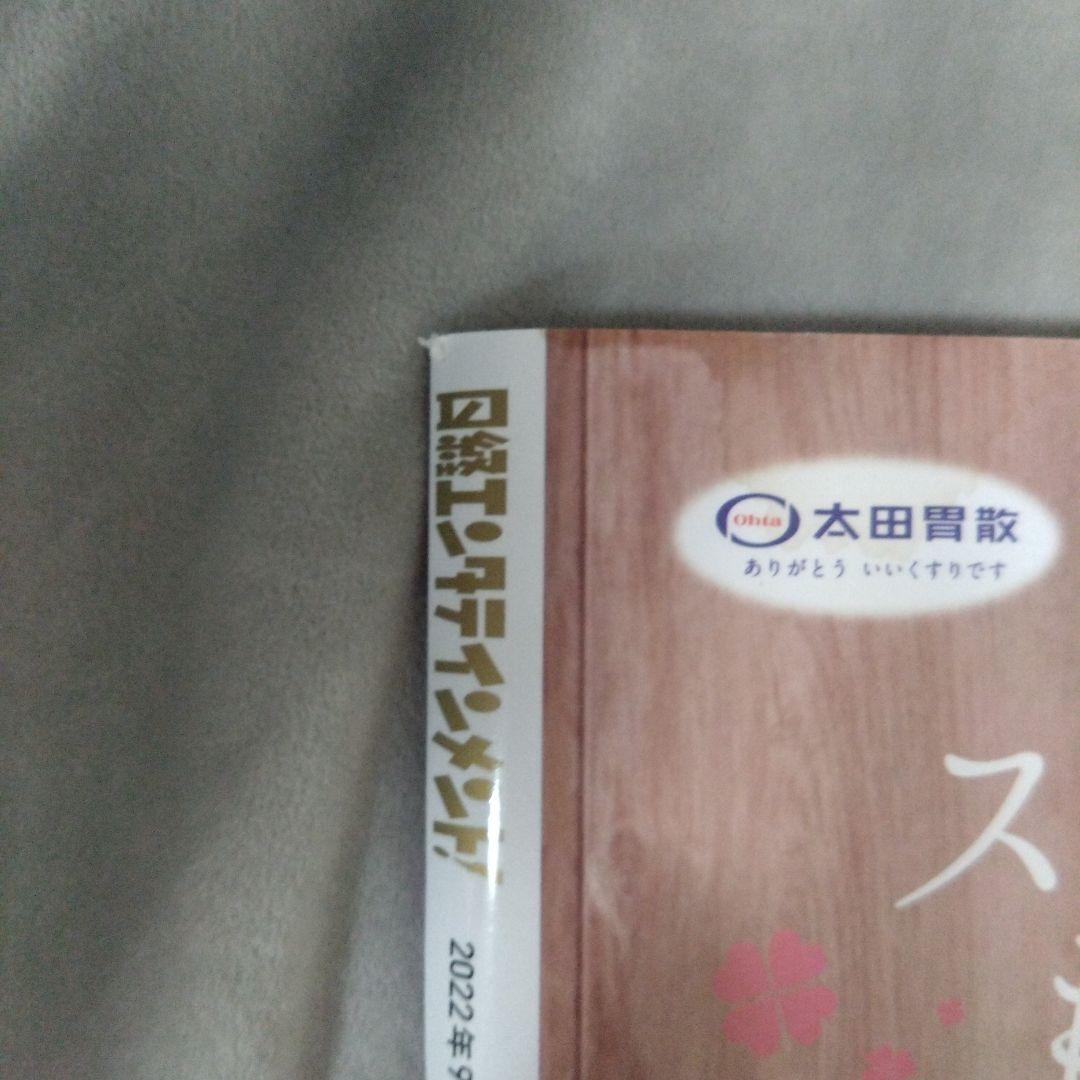 日経エンタテインメント!
2022年9
Ohta 太田胃散
ありがとう いいくすりです
ス